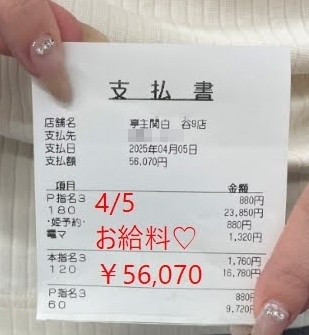 支 払 書
店舗名 亭主関白 谷9店
支払先
支払日 2025年04月05日
支払額 56,070円
項目 金額
P指名3 880円
180 23,850円
・姫予約・ 880円
電マ 1,320円
本指名3 1,760円
120 16,780円
P指名3 880円
60 9,720円
4/5
お給料♡
￥56,070